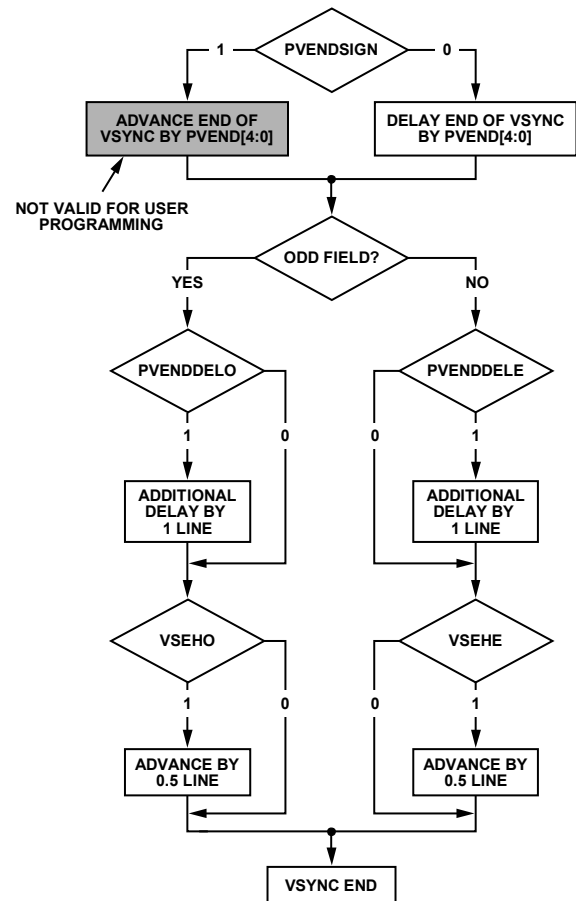 PVENDSIGN
1
0
ADVANCE END OF
VSYNC BY PVEND[4:0]
DELAY END OF VSYNC
BY PVEND[4:0]
NOT VALID FOR USER
PROGRAMMING
ODD FIELD?
YES
NO
PVENDDELO
PVENDDELE
1
0
0
1
ADDITIONAL
DELAY BY
1 LINE
ADDITIONAL
DELAY BY
1 LINE
VSEHO
VSEHE
1
0
0
1
ADVANCE BY
0.5 LINE
ADVANCE BY
0.5 LINE
VSYNC END